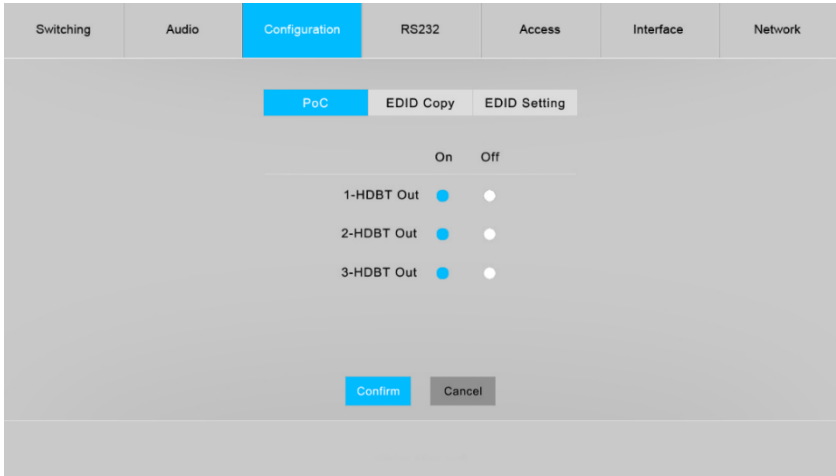 Switching Audio Configuration RS232 Access Interface Network
PoC EDID Copy EDID Setting
On Off
1-HDBT Out
2-HDBT Out
3-HDBT Out
Confirm Cancel